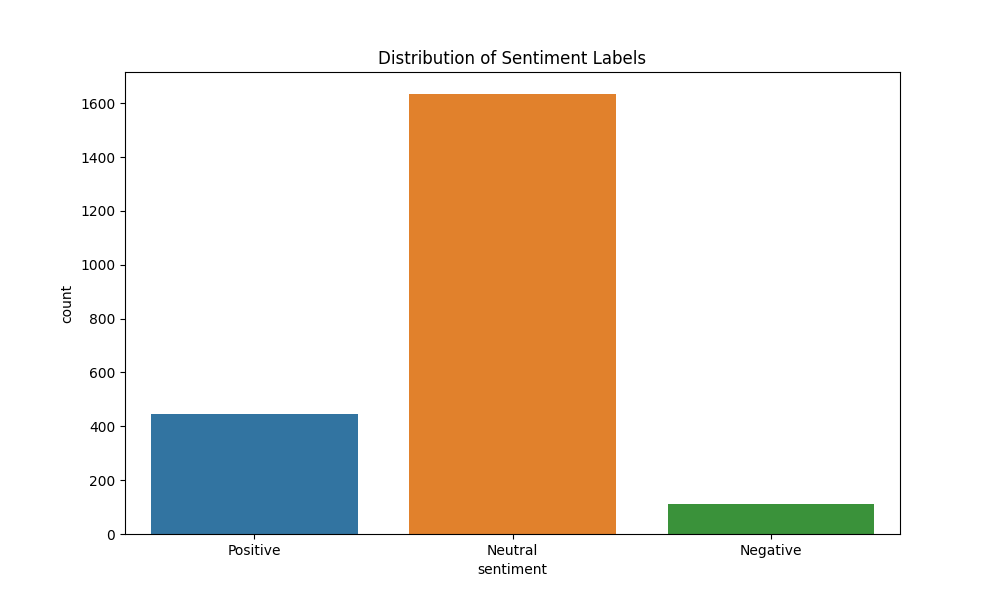 Distribution of Sentiment Labels
1600
1400
1200
1000
800
600
400
200
0
count
Positive Neutral Negative
sentiment